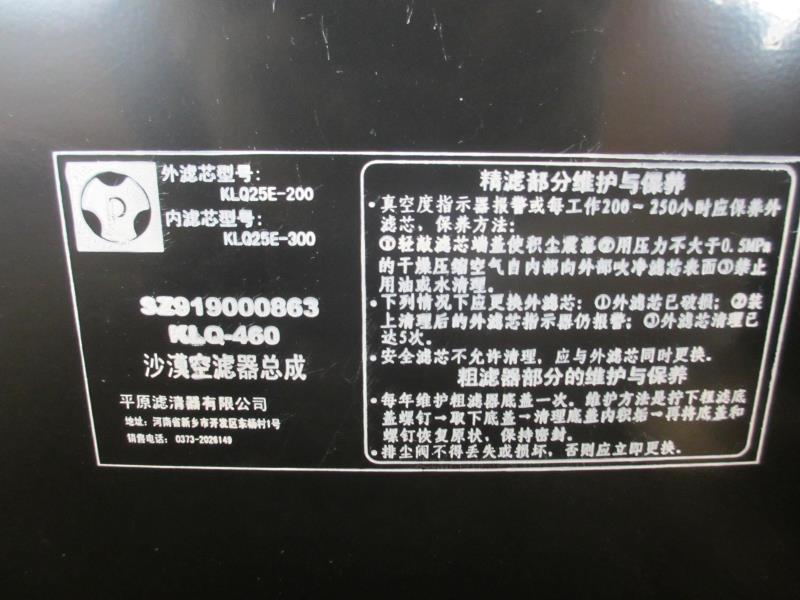 P
外滤芯型号:
KLQ25E-200
内滤芯型号:
KLQ25E-300
SZ919000863
KLQ-460
沙漠空滤器总成
平原滤清器有限公司
地址: 河南省新乡市开发区东杨村1号
销售电话: 0373-2026149
精滤部分维护与保养
·真空度指示器报警或每工作200~250小时应保养外
滤芯，保养方法:
①轻敲滤芯端盖使积尘震落②用压力不大于0.5MPa
的干燥压缩空气自内部向外部吹净滤芯表面③禁止
用油或水清理。
·下列情况下应更换外滤芯: ①外滤芯已破损; ②装
上清理后的外滤芯指示器仍报警; ③外滤芯清理已
达5次。
·安全滤芯不允许清理，应与外滤芯同时更换。
粗滤器部分的维护与保养
·每年维护粗滤器底盖一次。维护方法是拧下粗滤底
盖螺钉→取下底盖→清理底盖内积垢→再将底盖和
螺钉恢复原状，保持密封。
·排尘阀不得丢失或损坏，否则应立即更换。